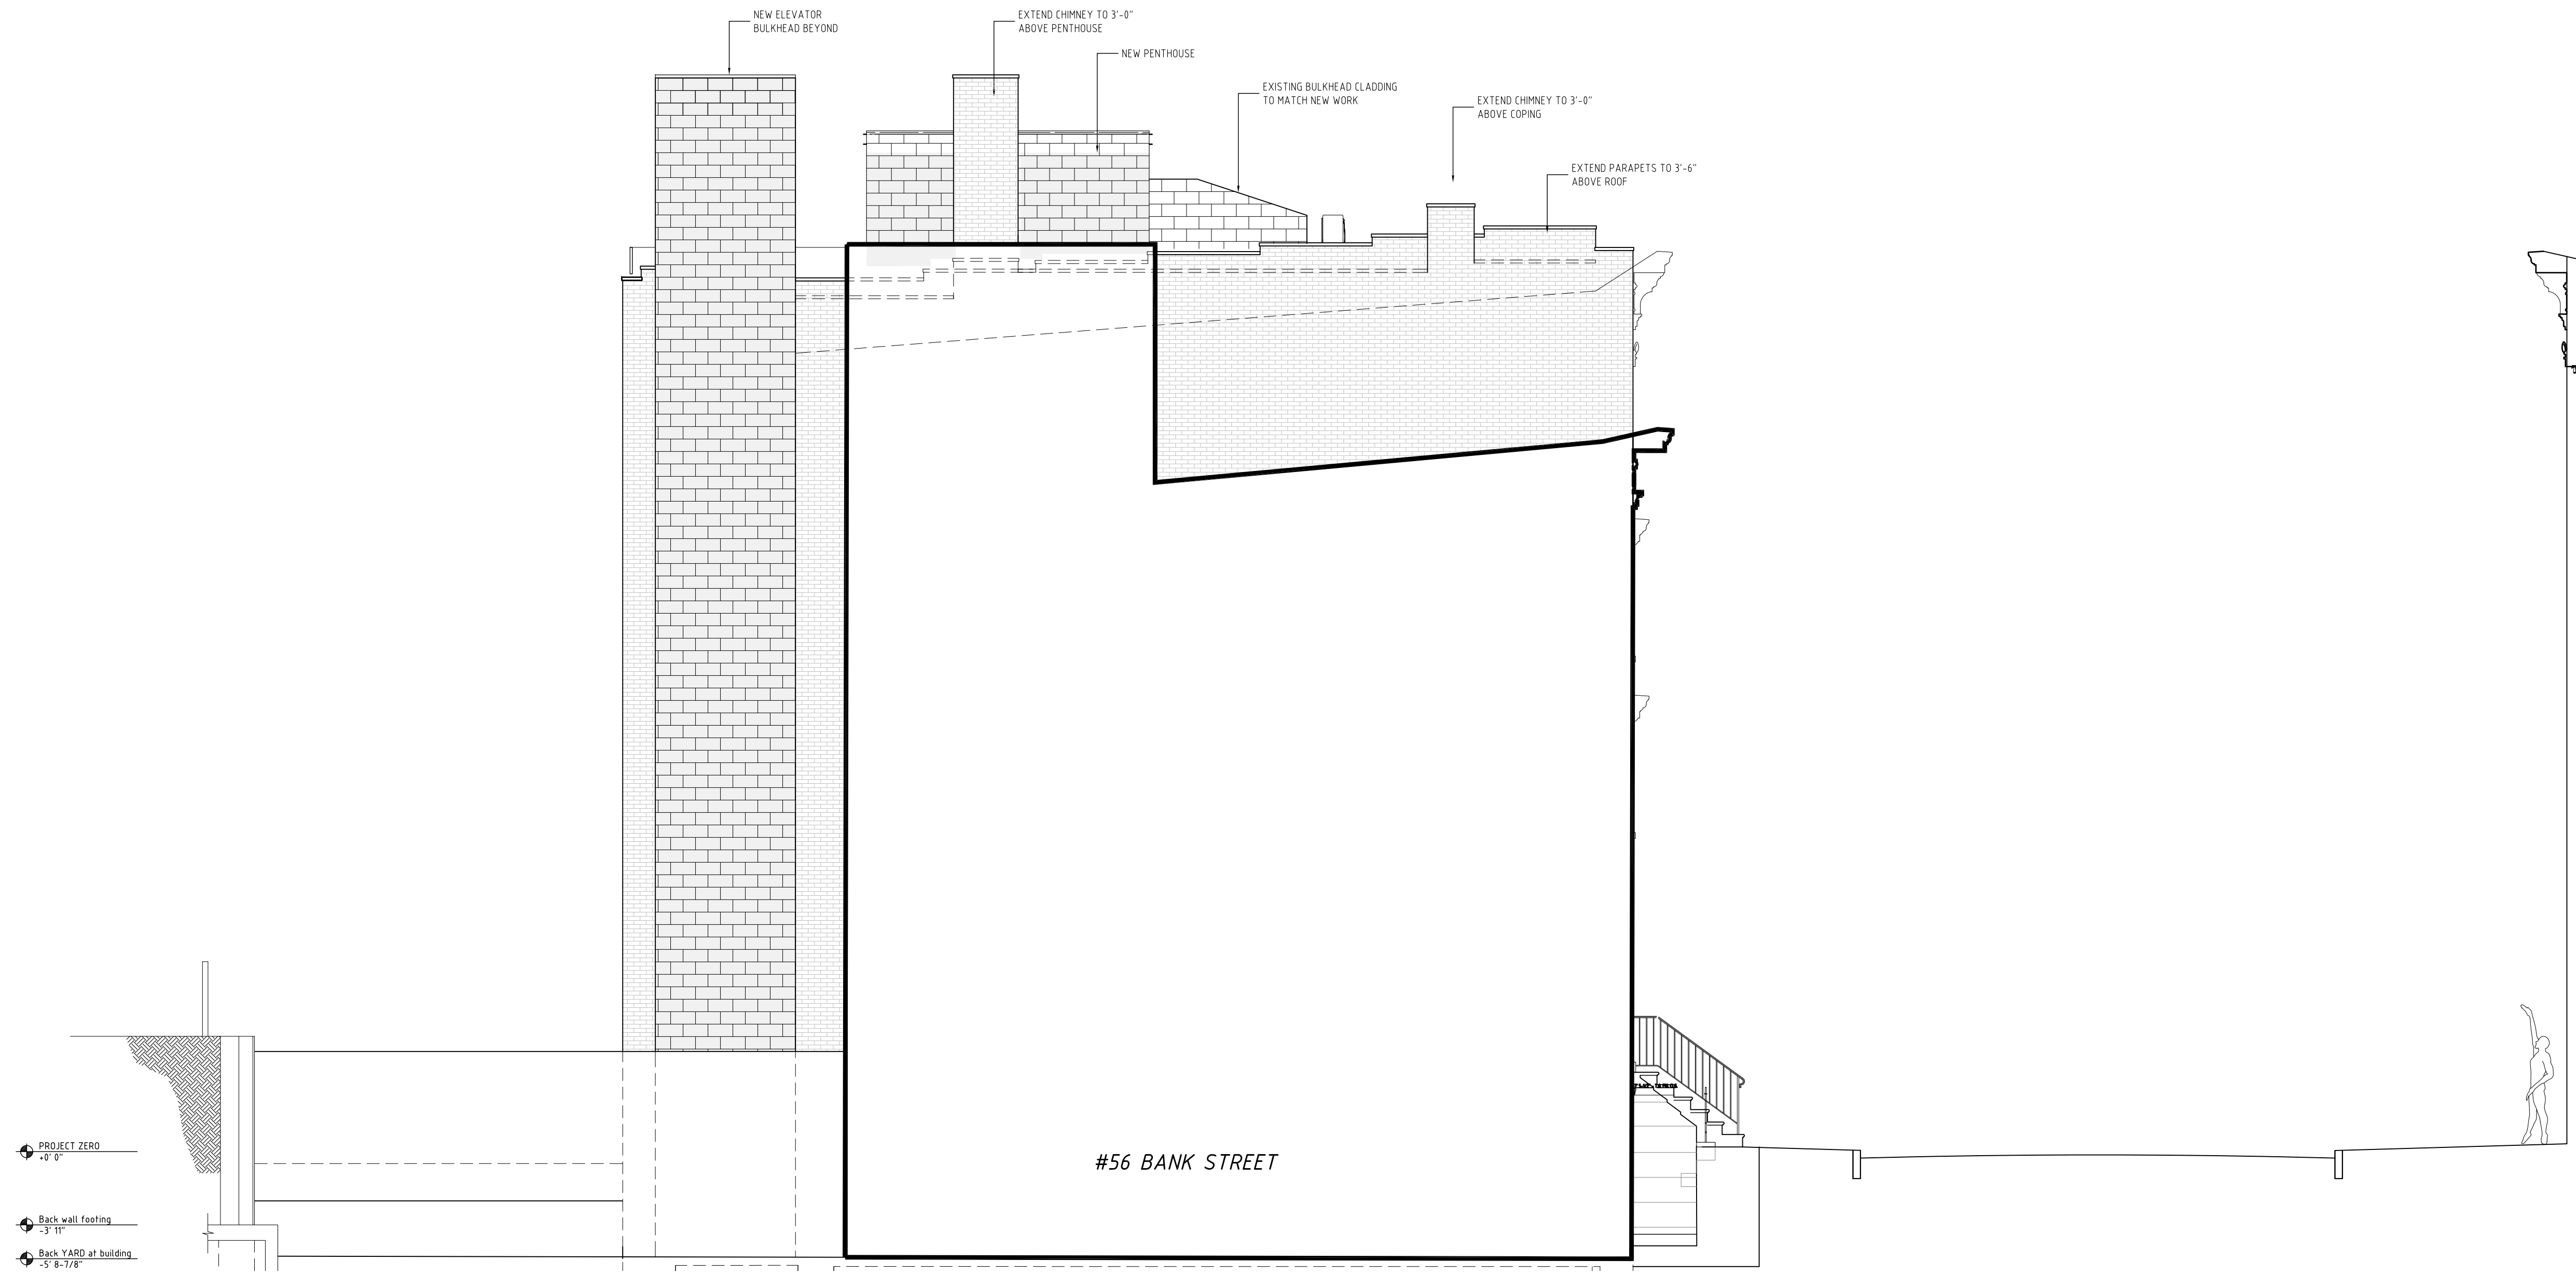 NEW ELEVATOR
BULKHEAD BEYOND
EXTEND CHIMNEY TO 3'-0"
ABOVE PENTHOUSE
NEW PENTHOUSE
EXISTING BULKHEAD CLADDING
TO MATCH NEW WORK
EXTEND CHIMNEY TO 3'-0"
ABOVE COPING
EXTEND PARAPETS TO 3'-6"
ABOVE ROOF
#56 BANK STREET
PROJECT ZERO
+0' 0"
Back wall footing
-3' 11"
Back YARD at building
-5' 8-7/8"